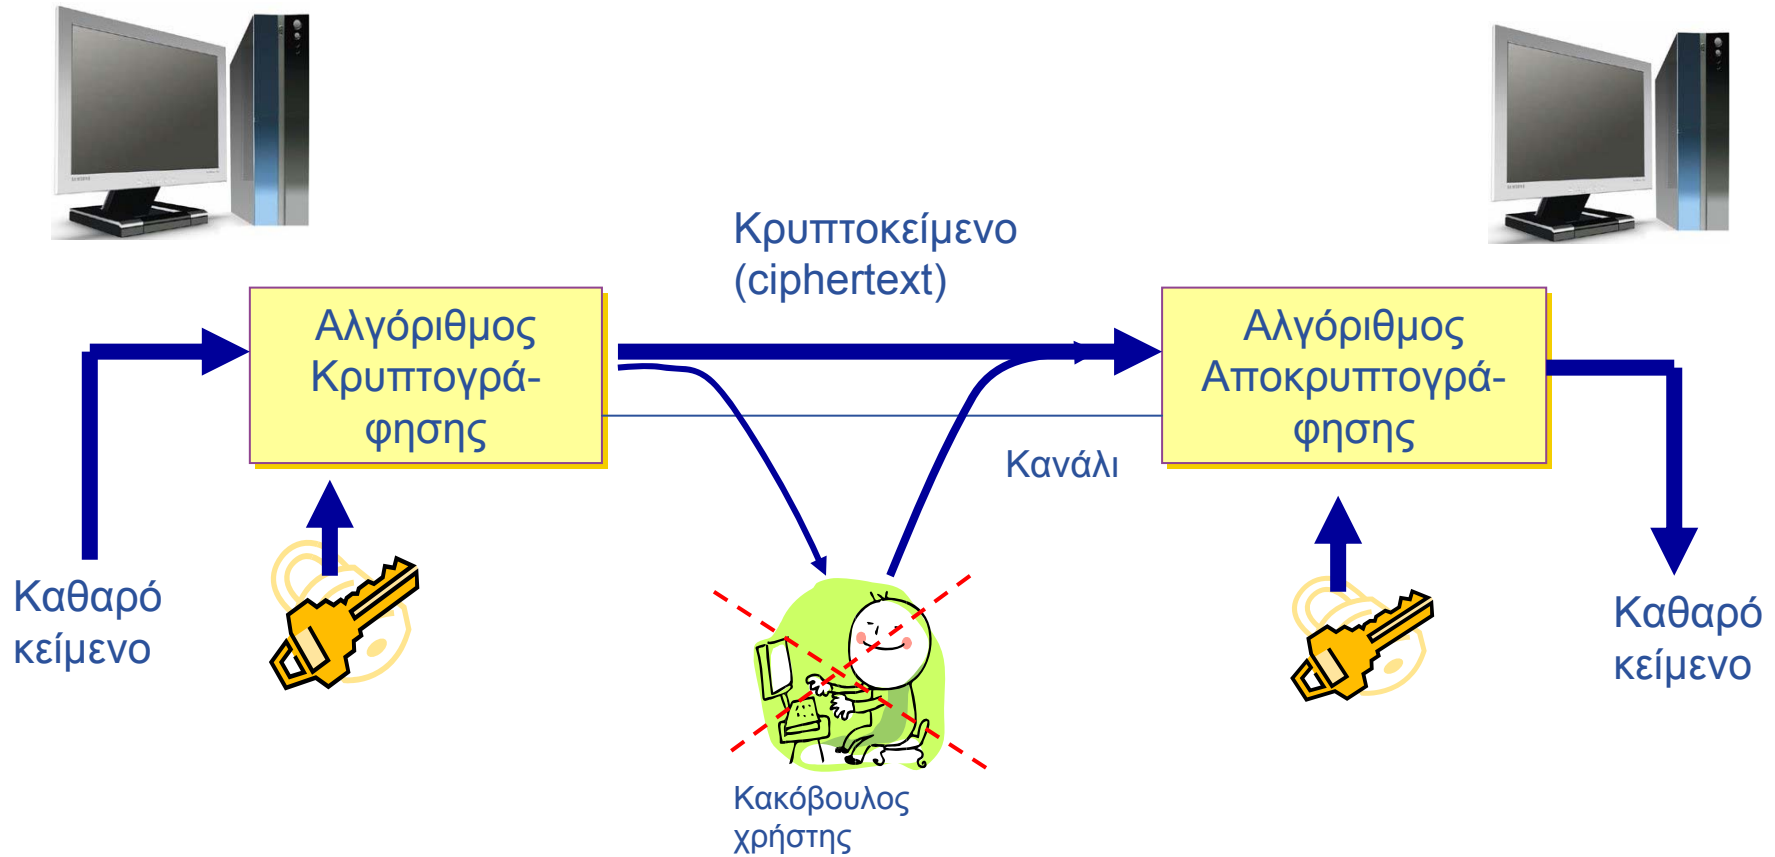 Κρυπτοκείμενο
(ciphertext)
Αλγόριθμος
Κρυπτογρά-
φησης
Αλγόριθμος
Αποκρυπτογρά-
φησης
Κανάλι
Καθαρό
κείμενο
Καθαρό
κείμενο
Κακόβουλος
χρήστης